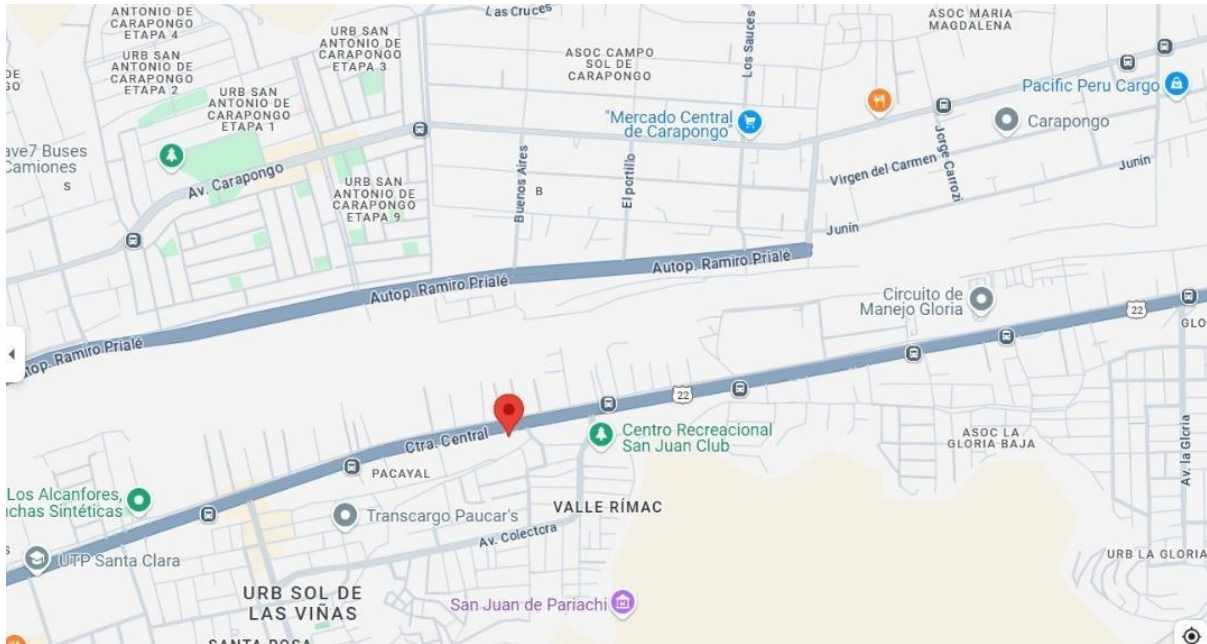 ANTONIO DE
CARAPONGO
ETAPA 4
Las Cruces
ASOC MARIA
MAGDALENA
URB SAN
ANTONIO DE
CARAPONGO
ETAPA 3
URB SAN
ANTONIO DE
CARAPONGO
ETAPA 2
ASOC CAMPO
SOL DE
CARAPONGO
Los Sauces
URB SAN
ANTONIO DE
CARAPONGO
ETAPA 1
Pacific Peru Cargo
"Mercado Central
de Carapongo"
Carapongo
ave7 Buses
Camiones
S
Av. Carapongo
URB SAN
ANTONIO DE
CARAPONGO
ETAPA 9
Buenos Aires
B
El portillo
Virgen del Carmen
Jorge Carrozi
Junín
Junín
Autop. Ramiro Prialé
Autop. Ramiro Prialé
Circuito de
Manejo Gloria
22
GLO
top. Ramiro Prialé
22
Ctra. Central
Centro Recreacional
San Juan Club
ASOC LA
GLORIA BAJA
Av. la Gloria
PACAYAL
Los Alcanfores,
nchas Sintéticas
Transcargo Paucar's
VALLE RÍMAC
Av. Colectora
UTP Santa Clara
URB LA GLORIA
URB SOL DE
LAS VIÑAS
San Juan de Pariachi
SANTA ROSA